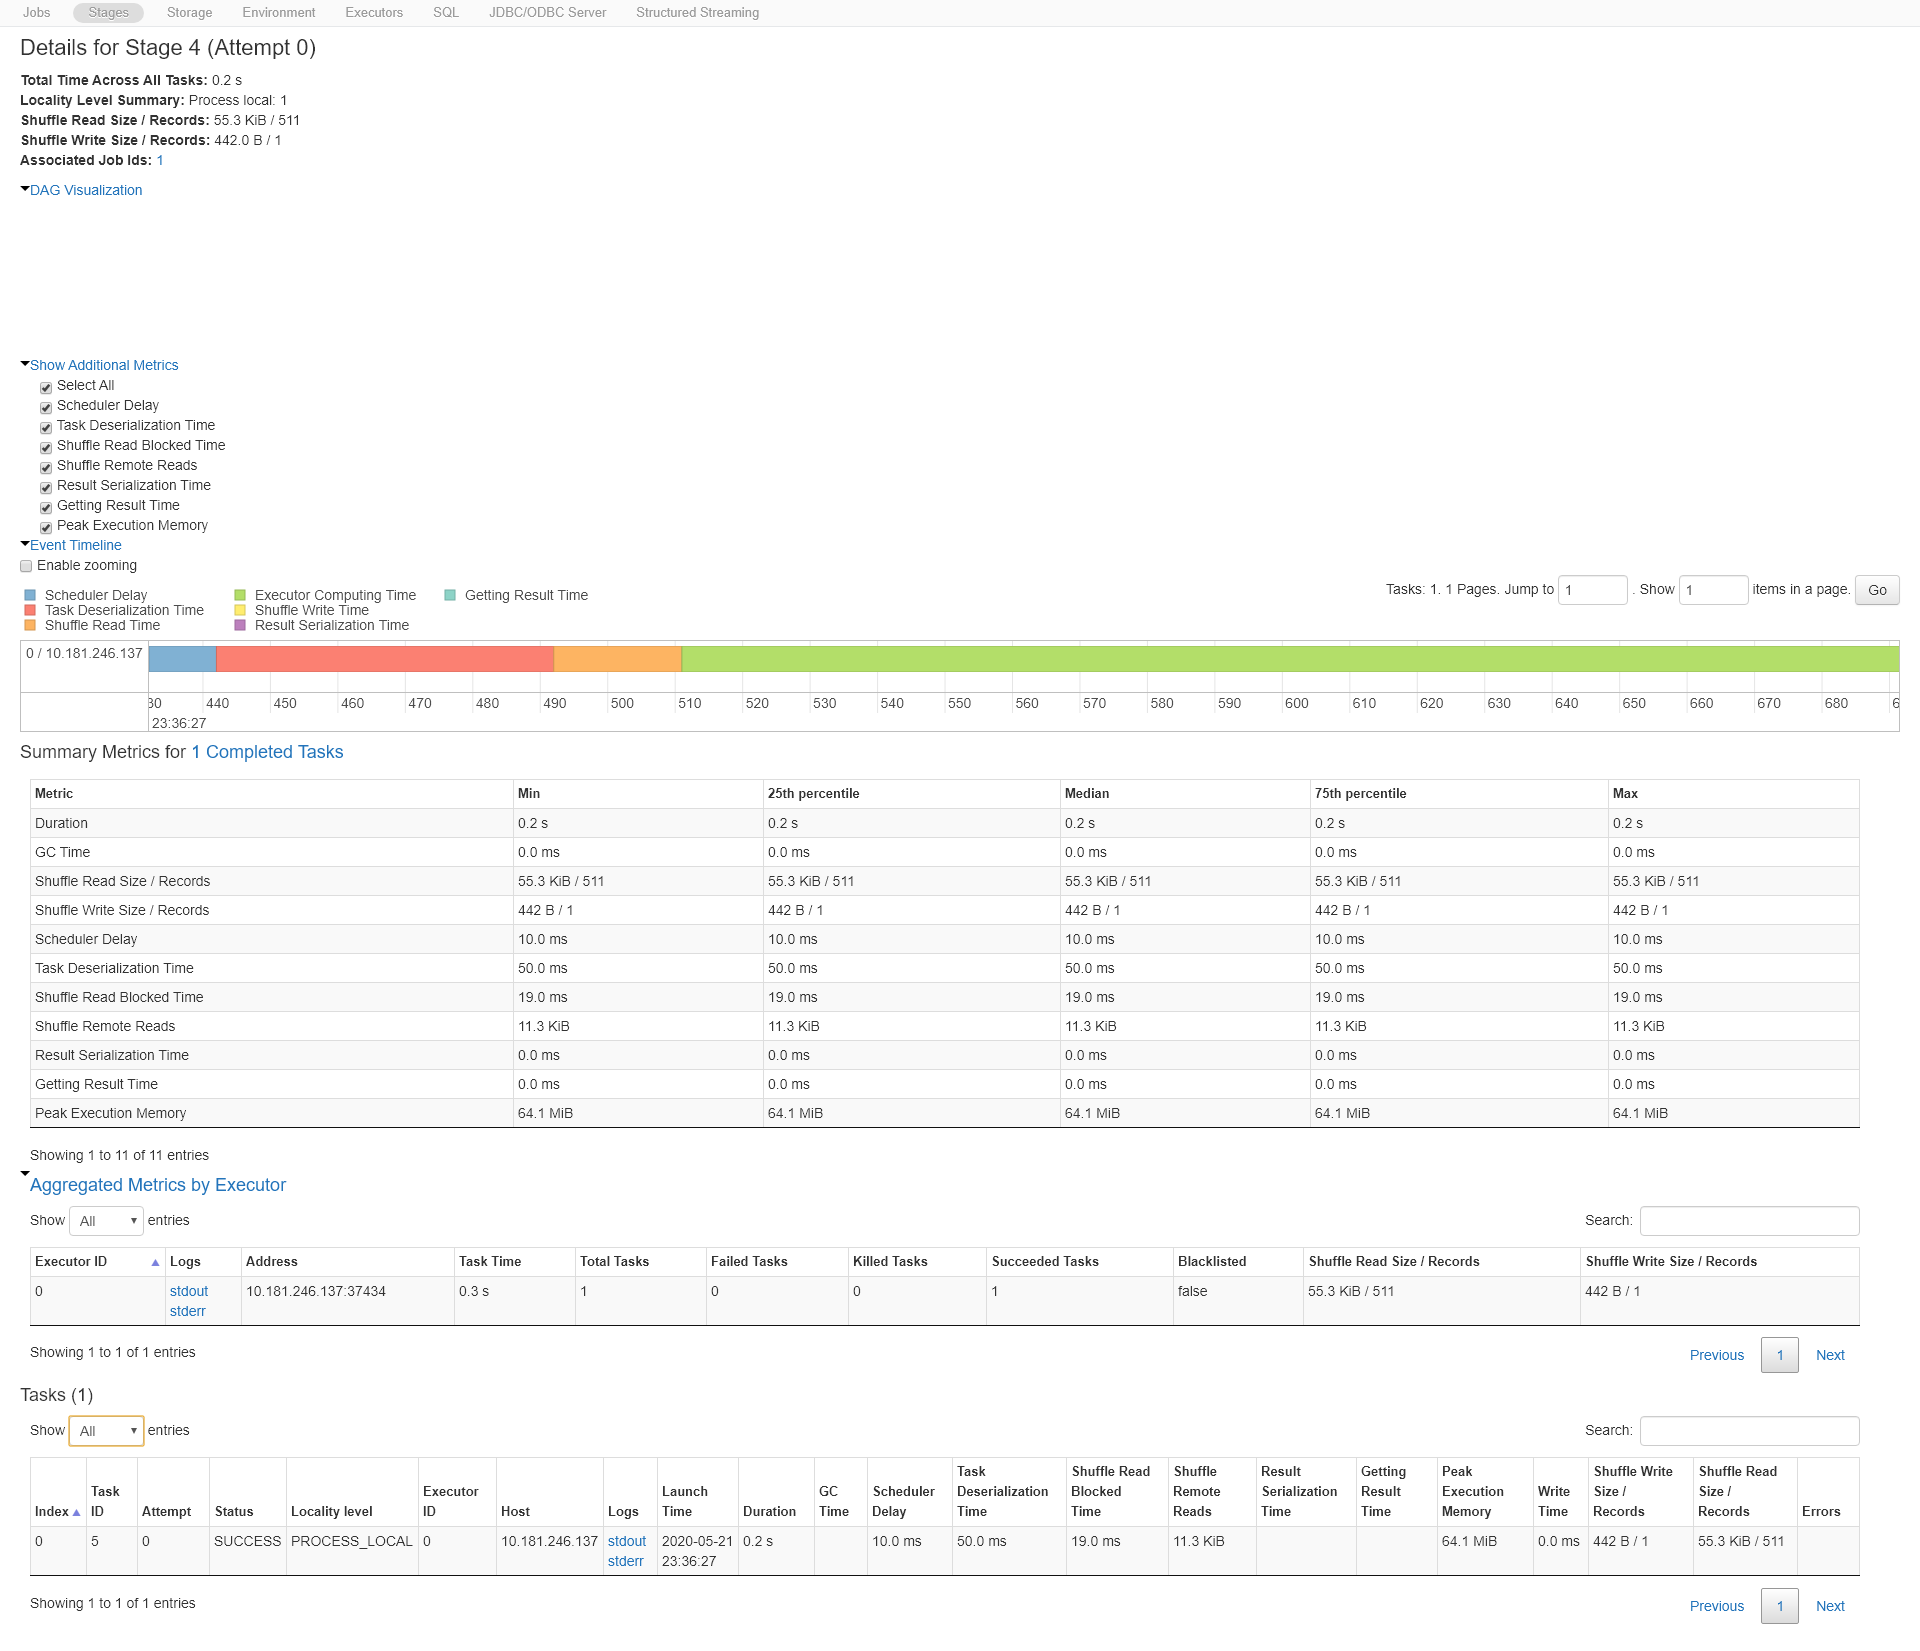 Jobs Stages Storage Environment Executors SQL JDBC/ODBC Server Structured Streaming
Details for Stage 4 (Attempt 0)
Total Time Across All Tasks: 0.2 s
Locality Level Summary: Process local: 1
Shuffle Read Size / Records: 55.3 KiB / 511
Shuffle Write Size / Records: 442.0 B / 1
Associated Job Ids: 1
DAG Visualization
Show Additional Metrics
Select All
Scheduler Delay
Task Deserialization Time
Shuffle Read Blocked Time
Shuffle Remote Reads
Result Serialization Time
Getting Result Time
Peak Execution Memory
Event Timeline
Enable zooming
Scheduler Delay Executor Computing Time Getting Result Time
Task Deserialization Time Shuffle Write Time
Shuffle Read Time Result Serialization Time
Tasks: 1. 1 Pages. Jump to 1 . Show 1 items in a page. Go
0 / 10.181.246.137
30 440 450 460 470 480 490 500 510 520 530 540 550 560 570 580 590 600 610 620 630 640 650 660 670 680 6
23:36:27
Summary Metrics for 1 Completed Tasks
Metric Min 25th percentile Median 75th percentile Max
Duration 0.2 s 0.2 s 0.2 s 0.2 s 0.2 s
GC Time 0.0 ms 0.0 ms 0.0 ms 0.0 ms 0.0 ms
Shuffle Read Size / Records 55.3 KiB / 511 55.3 KiB / 511 55.3 KiB / 511 55.3 KiB / 511 55.3 KiB / 511
Shuffle Write Size / Records 442 B / 1 442 B / 1 442 B / 1 442 B / 1 442 B / 1
Scheduler Delay 10.0 ms 10.0 ms 10.0 ms 10.0 ms 10.0 ms
Task Deserialization Time 50.0 ms 50.0 ms 50.0 ms 50.0 ms 50.0 ms
Shuffle Read Blocked Time 19.0 ms 19.0 ms 19.0 ms 19.0 ms 19.0 ms
Shuffle Remote Reads 11.3 KiB 11.3 KiB 11.3 KiB 11.3 KiB 11.3 KiB
Result Serialization Time 0.0 ms 0.0 ms 0.0 ms 0.0 ms 0.0 ms
Getting Result Time 0.0 ms 0.0 ms 0.0 ms 0.0 ms 0.0 ms
Peak Execution Memory 64.1 MiB 64.1 MiB 64.1 MiB 64.1 MiB 64.1 MiB
Showing 1 to 11 of 11 entries
Aggregated Metrics by Executor
Show All entries Search:
Executor ID Logs Address Task Time Total Tasks Failed Tasks Killed Tasks Succeeded Tasks Blacklisted Shuffle Read Size / Records Shuffle Write Size / Records
0 stdout 10.181.246.137:37434 0.3 s 1 0 0 1 false 55.3 KiB / 511 442 B / 1
stderr
Showing 1 to 1 of 1 entries Previous 1 Next
Tasks (1)
Show All entries Search:
Task Shuffle Read Shuffle Result Getting Peak Shuffle Write Shuffle Read
Task Executor Launch GC Scheduler Deserialization Blocked Remote Serialization Result Execution Write Size / Size /
Index ID Attempt Status Locality level ID Host Logs Time Duration Time Delay Time Time Reads Time Time Memory Time Records Records Errors
0 5 0 SUCCESS PROCESS_LOCAL 0 10.181.246.137 stdout 2020-05-21 0.2 s 10.0 ms 50.0 ms 19.0 ms 11.3 KiB 64.1 MiB 0.0 ms 442 B / 1 55.3 KiB / 511
stderr 23:36:27
Showing 1 to 1 of 1 entries Previous 1 Next